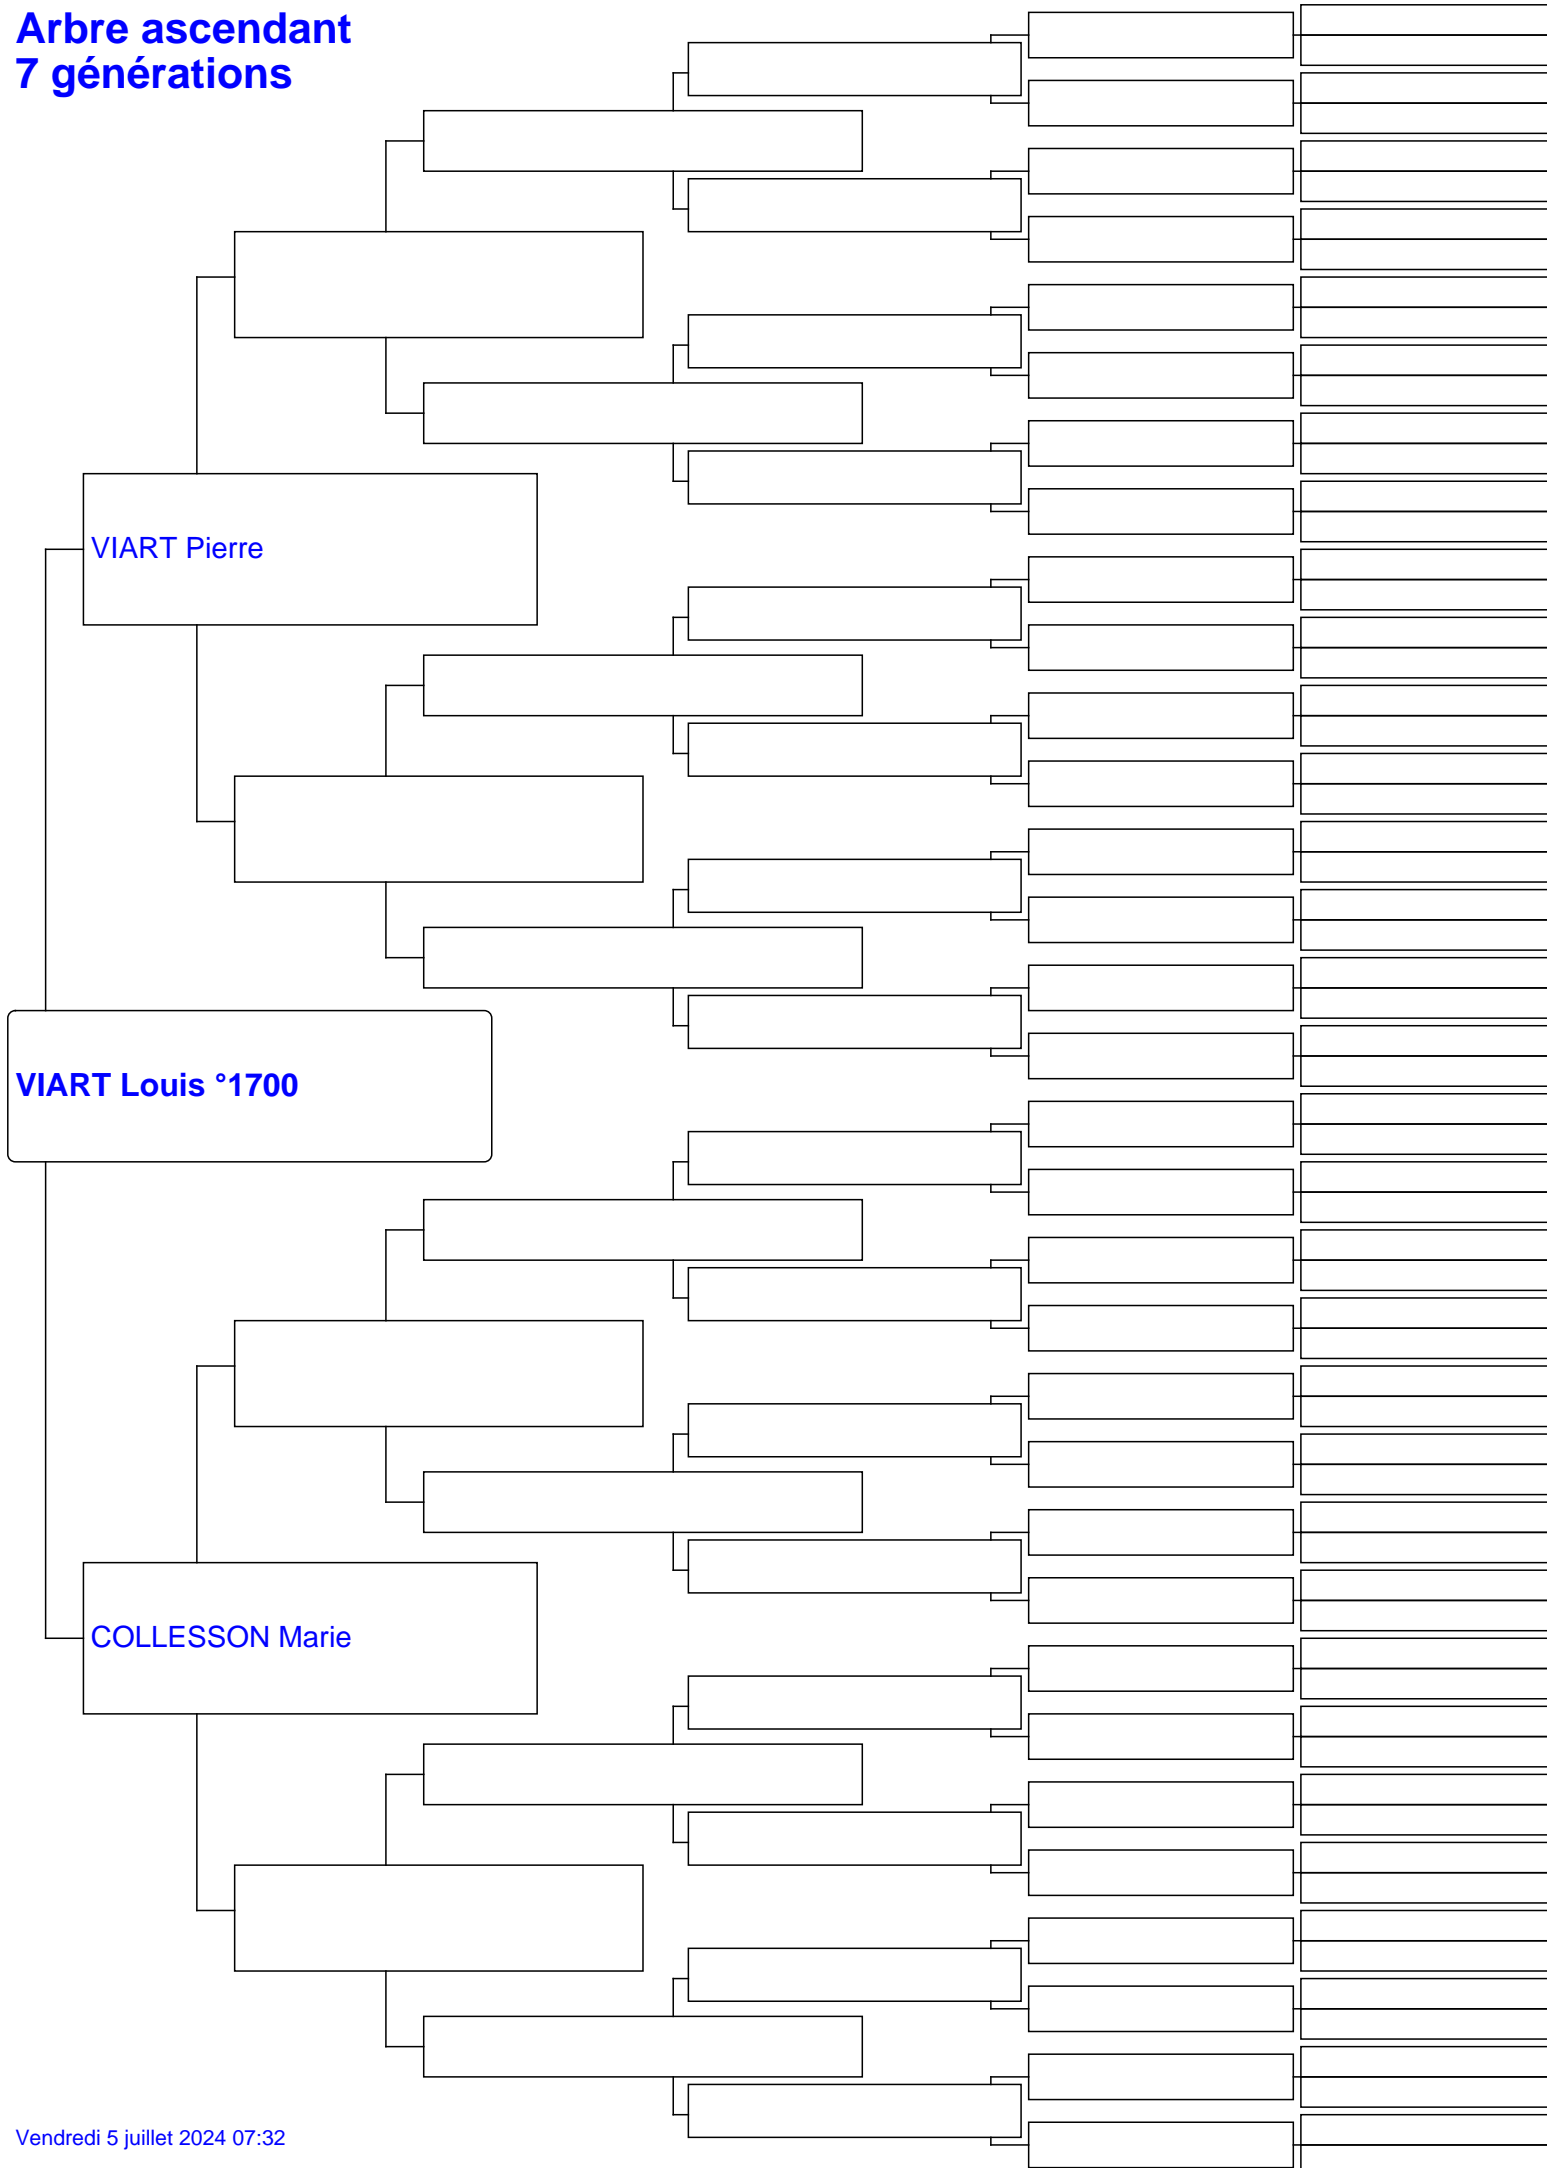 Arbre ascendant
7 générations
VIART Pierre
VIART Louis °1700
COLLESSON Marie
Vendredi 5 juillet 2024 07:32